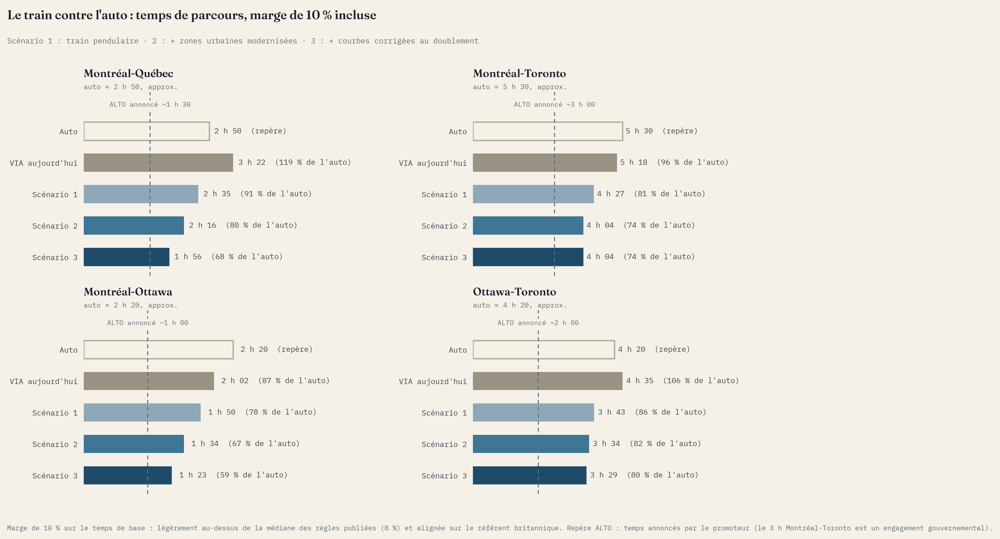 Le train contre l'auto : temps de parcours, marge de 10 % incluse
Scénario 1 : train pendulaire · 2 : + zones urbaines modernisées · 3 : + courbes corrigées au doublement
Montréal-Québec
auto ≈ 2 h 50, approx.
ALTO annoncé ~1 h 30
Auto 2 h 50 (repère)
VIA aujourd'hui 3 h 22 (119 % de l'auto)
Scénario 1 2 h 35 (91 % de l'auto)
Scénario 2 2 h 16 (80 % de l'auto)
Scénario 3 1 h 56 (68 % de l'auto)
Montréal-Toronto
auto ≈ 5 h 30, approx.
ALTO annoncé ~3 h 00
Auto 5 h 30 (repère)
VIA aujourd'hui 5 h 18 (96 % de l'auto)
Scénario 1 4 h 27 (81 % de l'auto)
Scénario 2 4 h 04 (74 % de l'auto)
Scénario 3 4 h 04 (74 % de l'auto)
Montréal-Ottawa
auto ≈ 2 h 20, approx.
ALTO annoncé ~1 h 00
Auto 2 h 20 (repère)
VIA aujourd'hui 2 h 02 (87 % de l'auto)
Scénario 1 1 h 50 (78 % de l'auto)
Scénario 2 1 h 34 (67 % de l'auto)
Scénario 3 1 h 23 (59 % de l'auto)
Ottawa-Toronto
auto ≈ 4 h 20, approx.
ALTO annoncé ~2 h 00
Auto 4 h 20 (repère)
VIA aujourd'hui 4 h 35 (106 % de l'auto)
Scénario 1 3 h 43 (86 % de l'auto)
Scénario 2 3 h 34 (82 % de l'auto)
Scénario 3 3 h 29 (80 % de l'auto)
Marge de 10 % sur le temps de base : légèrement au-dessus de la médiane des règles publiées (8 %) et alignée sur le référent britannique. Repère ALTO : temps annoncés par le promoteur (le 3 h Montréal-Toronto est un engagement gouvernemental).